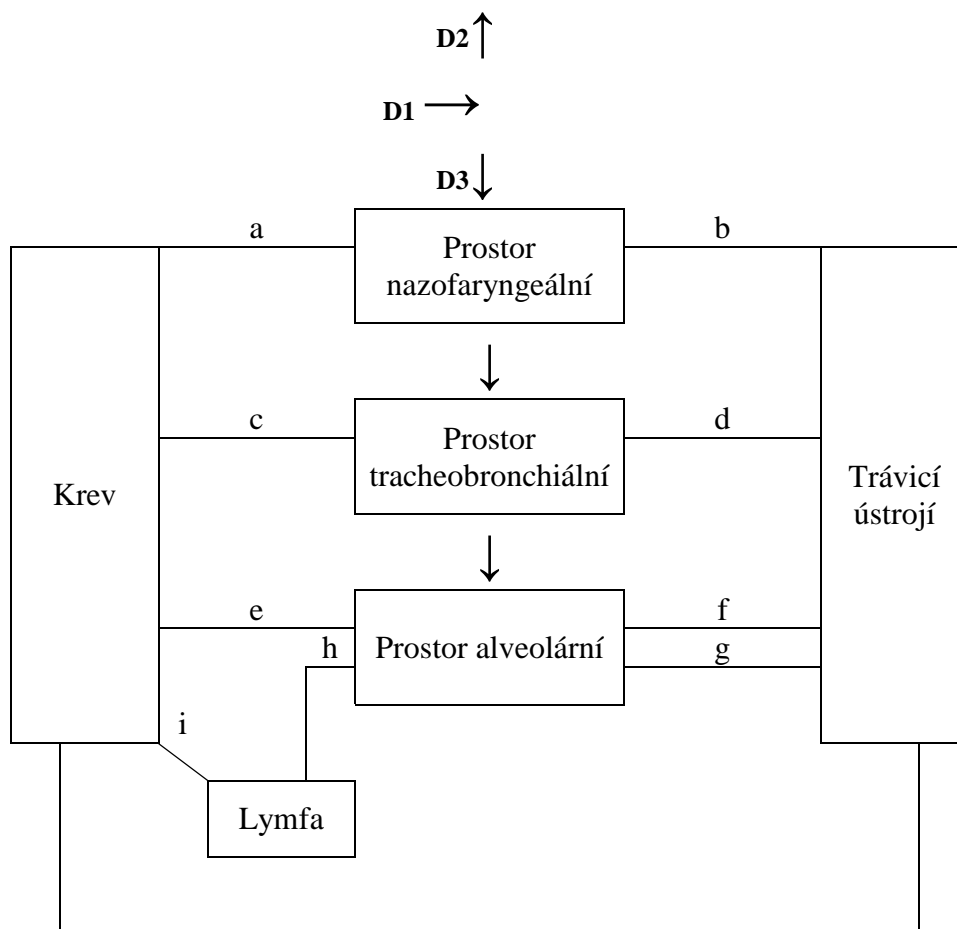 D2
D1
D3
a
b
Prostor
nazofaryngeální
c
d
Prostor
tracheobronchiální
Krev
Trávicí
ústrojí
e
f
h
Prostor alveolární
g
i
Lymfa